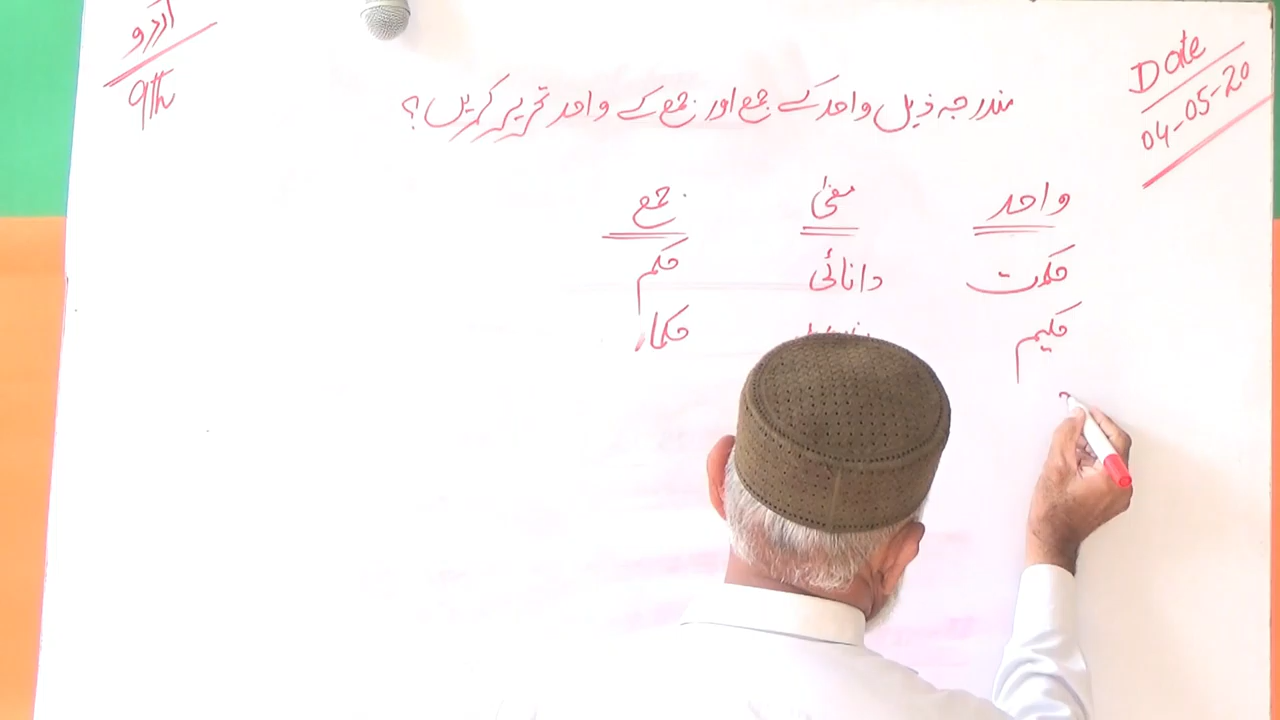 اردو
9th
Date
04-05-20
مندرجہ ذیل واحد کے جمع اور جمع کے واحد تحریر کریں؟
واحد معنی جمع
حکمت دانائی حکم
حکیم حکماء